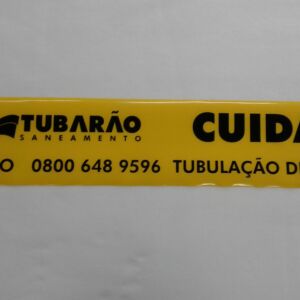 TUBARÃO CUIDA
SANEAMENTO
O 0800 648 9596 TUBULAÇÃO D